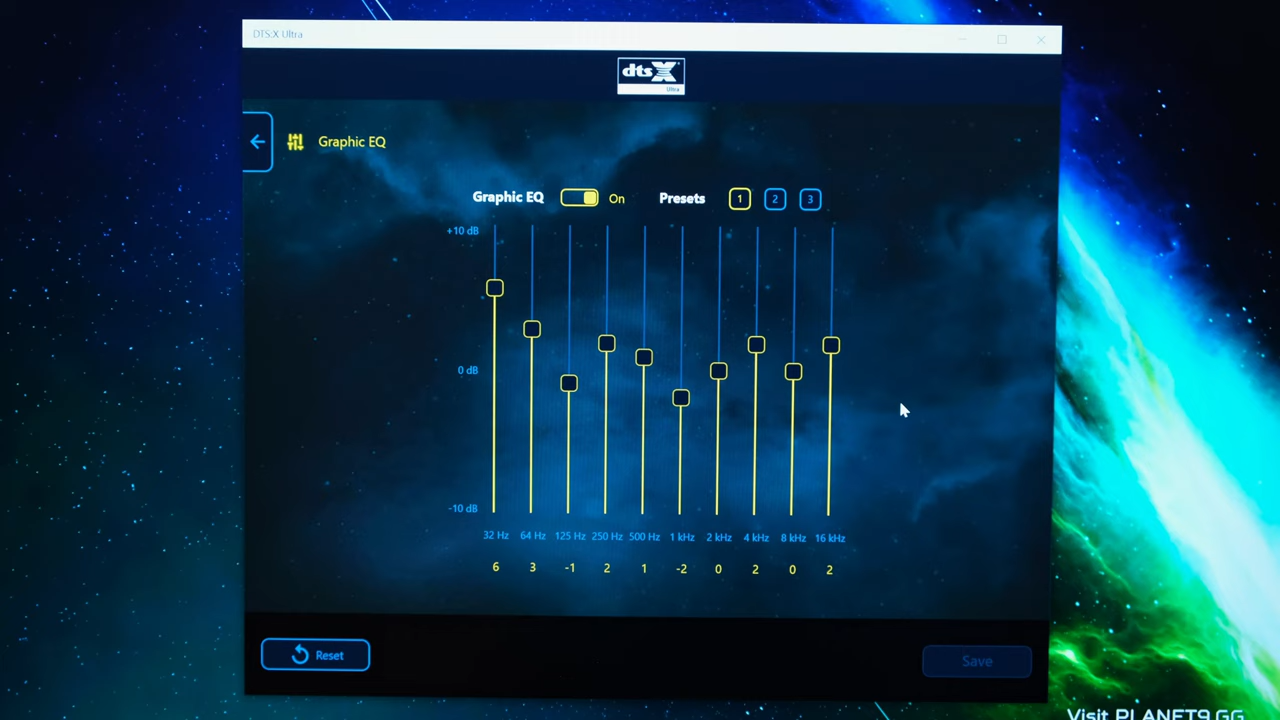 DTS:X Ultra
dts X
Ultra
Graphic EQ
Graphic EQ On Presets 1 2 3
+10 dB
0 dB
-10 dB
32 Hz 64 Hz 125 Hz 250 Hz 500 Hz 1 kHz 2 kHz 4 kHz 8 kHz 16 kHz
6 3 -1 2 1 -2 0 2 0 2
Reset
Save
Visit PLANET9.GG